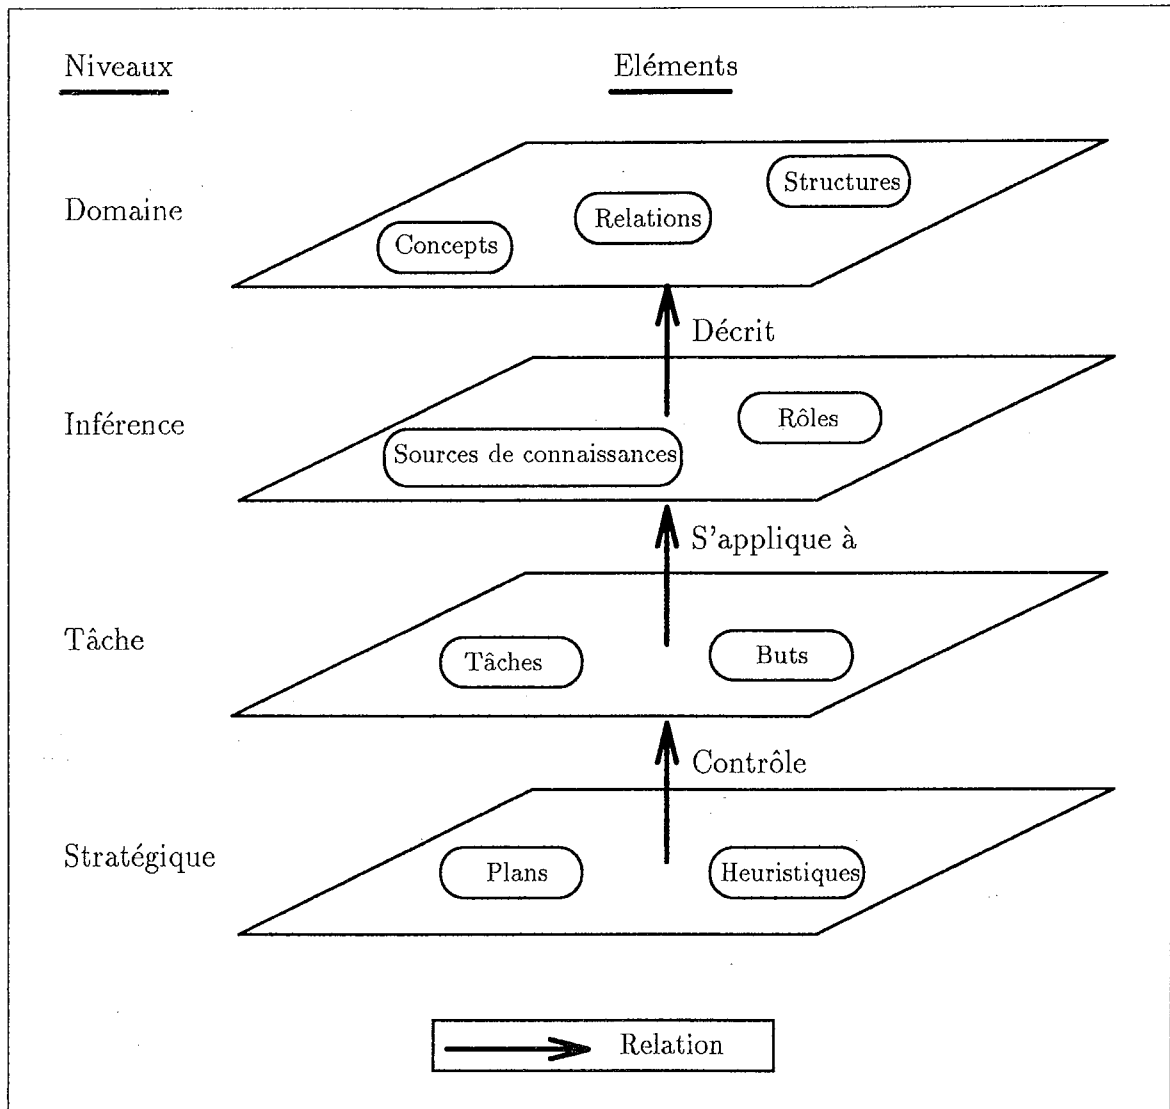 Niveaux
Eléments
Domaine
Structures
Relations
Concepts
Décrit
Inférence
Rôles
Sources de connaissances
S'applique à
Tâche
Tâches
Buts
Contrôle
Stratégique
Plans
Heuristiques
Relation